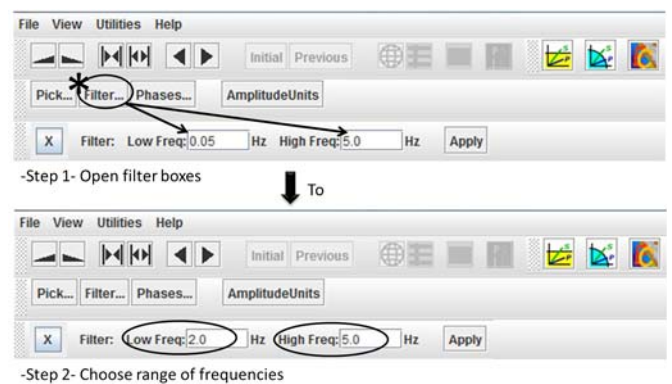 File View Utilities Help
Initial Previous
S P S P
Pick... Filter... Phases... AmplitudeUnits
X Filter: Low Freq: 0.05 Hz High Freq: 5.0 Hz Apply
-Step 1- Open filter boxes
To
File View Utilities Help
Initial Previous
S P S P
Pick... Filter... Phases... AmplitudeUnits
X Filter: Low Freq: 2.0 Hz High Freq: 5.0 Hz Apply
-Step 2- Choose range of frequencies